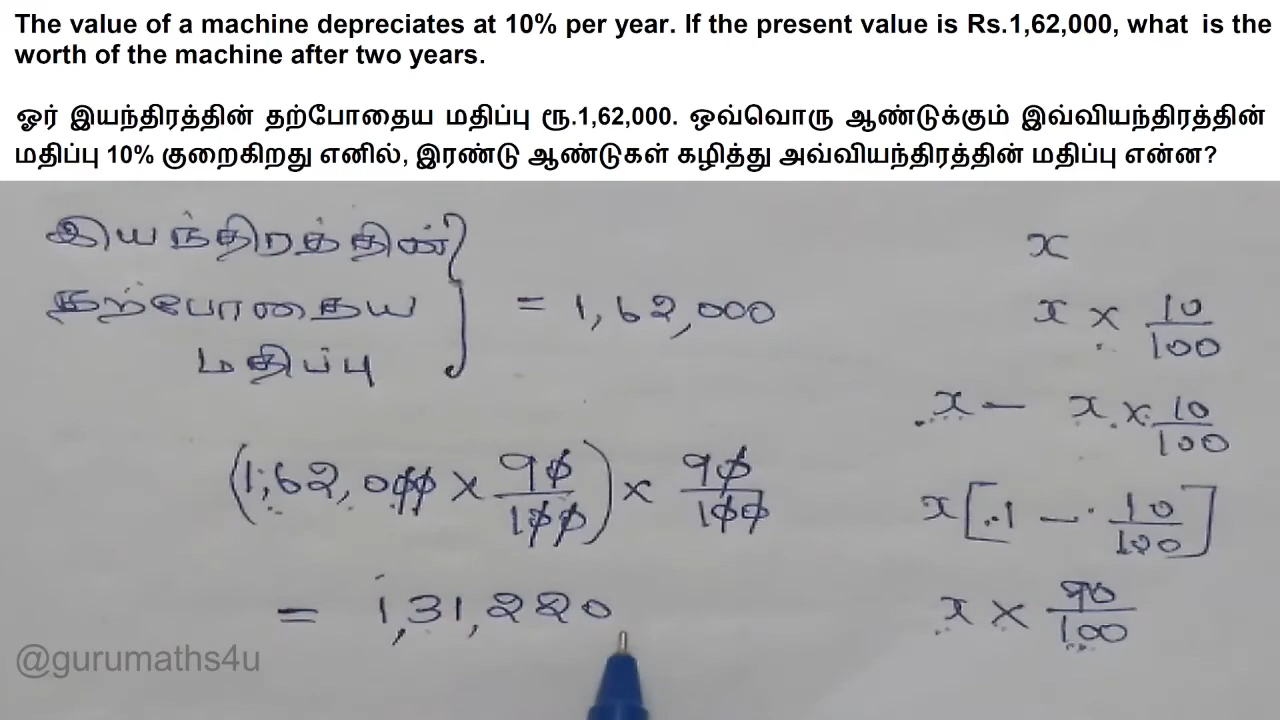 The value of a machine depreciates at 10% per year. If the present value is Rs.1,62,000, what is the
worth of the machine after two years.
ஓர் இயந்திரத்தின் தற்போதைய மதிப்பு ரூ.1,62,000. ஒவ்வொரு ஆண்டுக்கும் இவ்வியந்திரத்தின்
மதிப்பு 10% குறைகிறது எனில், இரண்டு ஆண்டுகள் கழித்து அவ்வியந்திரத்தின் மதிப்பு என்ன?
இயந்திரத்தின்
தற்போதைய = 1,62,000
மதிப்பு
(1,62,000 × 90/100) × 90/100
= 1,31,220
x
x × 10/100
x - x × 10/100
x[1 - 10/100]
x × 90/100
@gurumaths4u